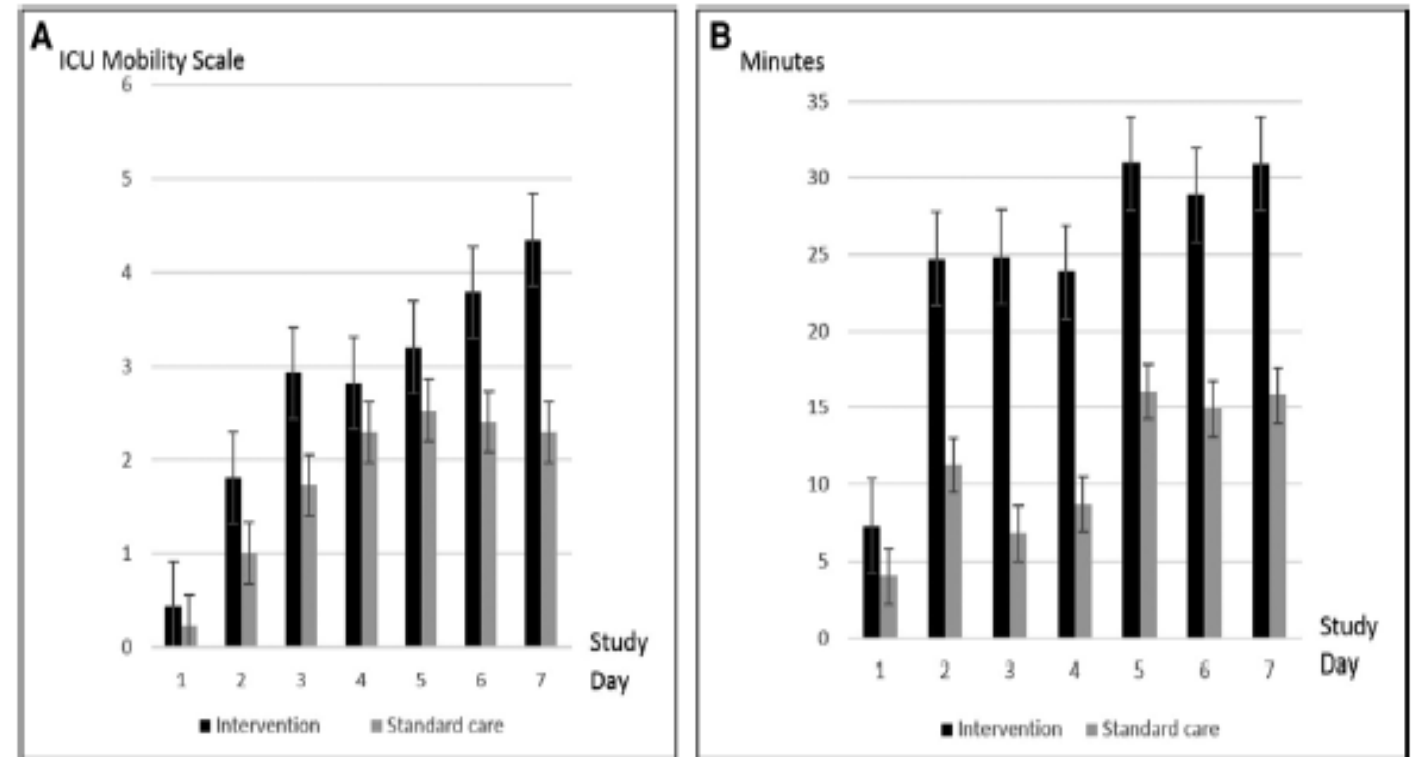 A
ICU Mobility Scale
6
5
4
3
2
1
0
1 2 3 4 5 6 7
Study
Day
Intervention Standard care
B
Minutes
35
30
25
20
15
10
5
0
1 2 3 4 5 6 7
Study
Day
Intervention Standard care